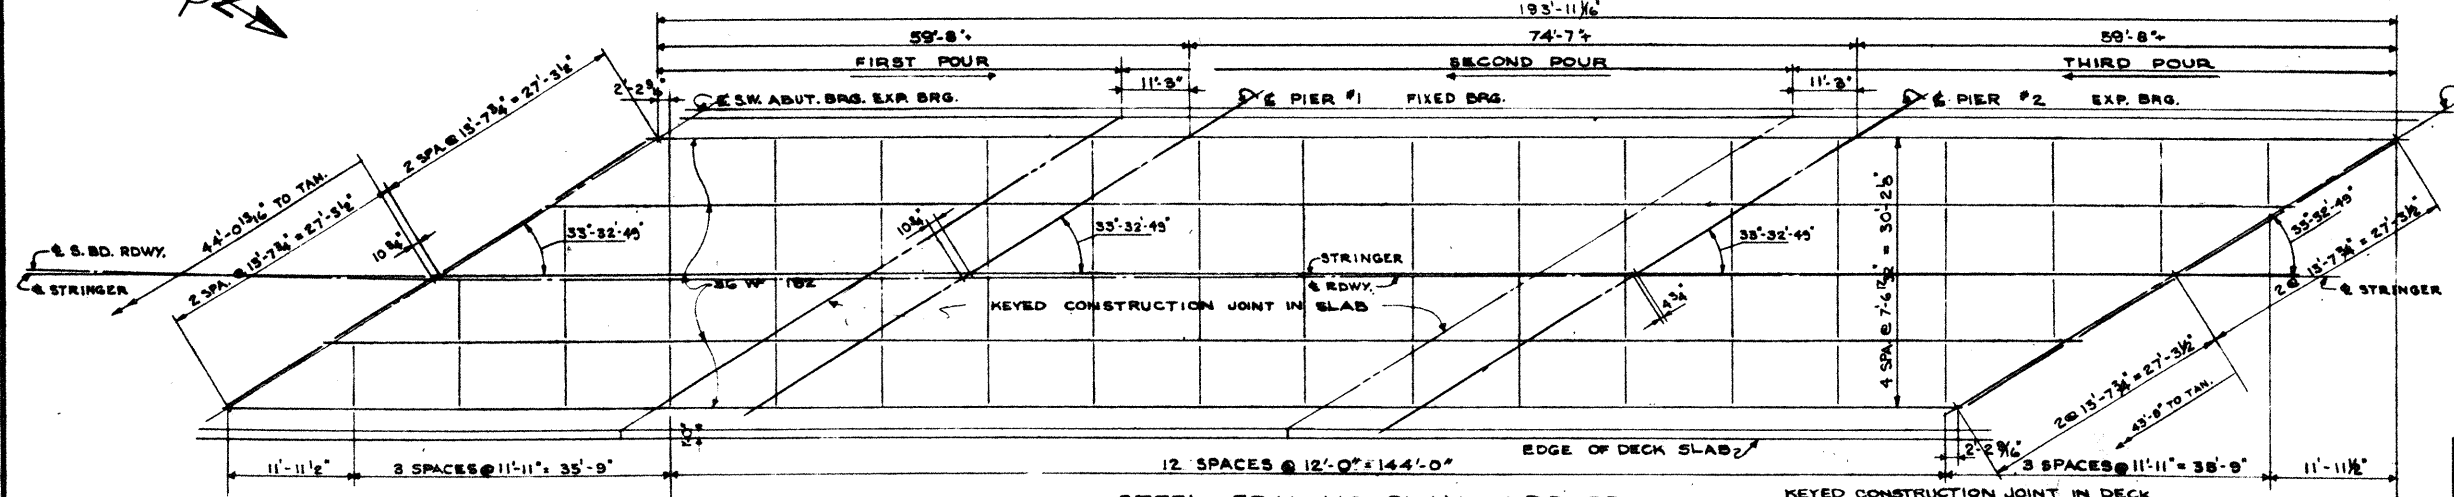 193'-11 1/16"
59'-8"+
74'-7"+
59'-8"+
FIRST POUR
SECOND POUR
THIRD POUR
11'-3"
11'-3"
℄ S.W. ABUT. BRG. EXP. BRG.
℄ PIER #1 FIXED BRG.
℄ PIER #2 EXP. BRG.
2 SPA @ 13'-7 3/4" = 27'-3 1/2"
44'-0 13/16" TO TAN.
2 SPA. @ 13'-7 3/4" = 27'-3 1/2"
10 3/4"
10 3/4"
33°-32'-49"
33°-32'-49"
33°-32'-49"
33°-32'-49"
℄ S. BD. RDWY.
℄ STRINGER
36 W 182
STRINGER
℄ RDWY.
KEYED CONSTRUCTION JOINT IN SLAB
4 3/4"
4 SPA. @ 7'-6 17/32" = 30'-2 1/8"
2 @ 13'-7 3/4" = 27'-3 1/2"
℄ STRINGER
2 @ 13'-7 3/4" = 27'-3 1/2"
43'-8" TO TAN.
EDGE OF DECK SLAB
2'-2 9/16"
11'-11 1/2"
3 SPACES @ 11'-11" = 35'-9"
12 SPACES @ 12'-0" = 144'-0"
3 SPACES @ 11'-11" = 35'-9"
11'-11 1/2"
KEYED CONSTRUCTION JOINT IN DECK